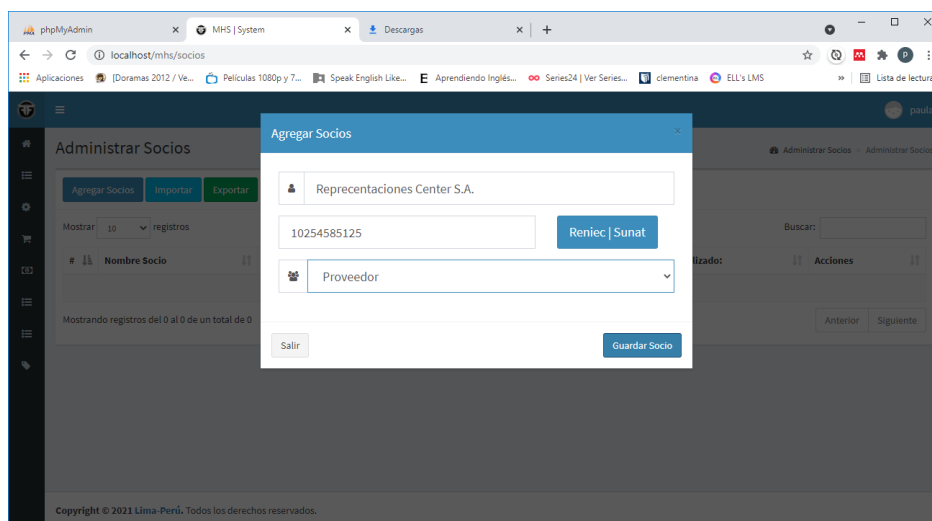 phpMyAdmin
MHS | System
Descargas
localhost/mhs/socios
P
Aplicaciones
[Doramas 2012 / Ve...
Películas 1080p y 7...
Speak English Like...
Aprendiendo Inglés...
Series24 | Ver Series...
clementina
ELL's LMS
»
Lista de lectura
paula
Administrar Socios
Administrar Socios
Administrar Socios
Agregar Socios
Importar
Exportar
Mostrar 10 registros
Buscar:
# Nombre Socio
lizado:
Acciones
Mostrando registros del 0 al 0 de un total de 0
Anterior
Siguiente
Agregar Socios
×
Reprecentaciones Center S.A.
10254585125
Reniec | Sunat
Proveedor
Salir
Guardar Socio
Copyright © 2021 Lima-Perú. Todos los derechos reservados.